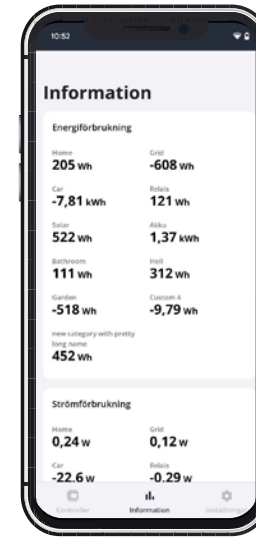 10:52
Information
Energiförbrukning
Home Grid
205 Wh -608 Wh
Car Relais
-7,81 kWh 121 Wh
Solar Akku
522 Wh 1,37 kWh
Bathroom Hall
111 Wh 312 Wh
Garden Custom 4
-518 Wh -9,79 Wh
new category with pretty
long name
452 Wh
Strömförbrukning
Home Grid
0,24 W 0,12 W
Car Relais
-22.6 W -0.29 W
Controller Information Inställningar